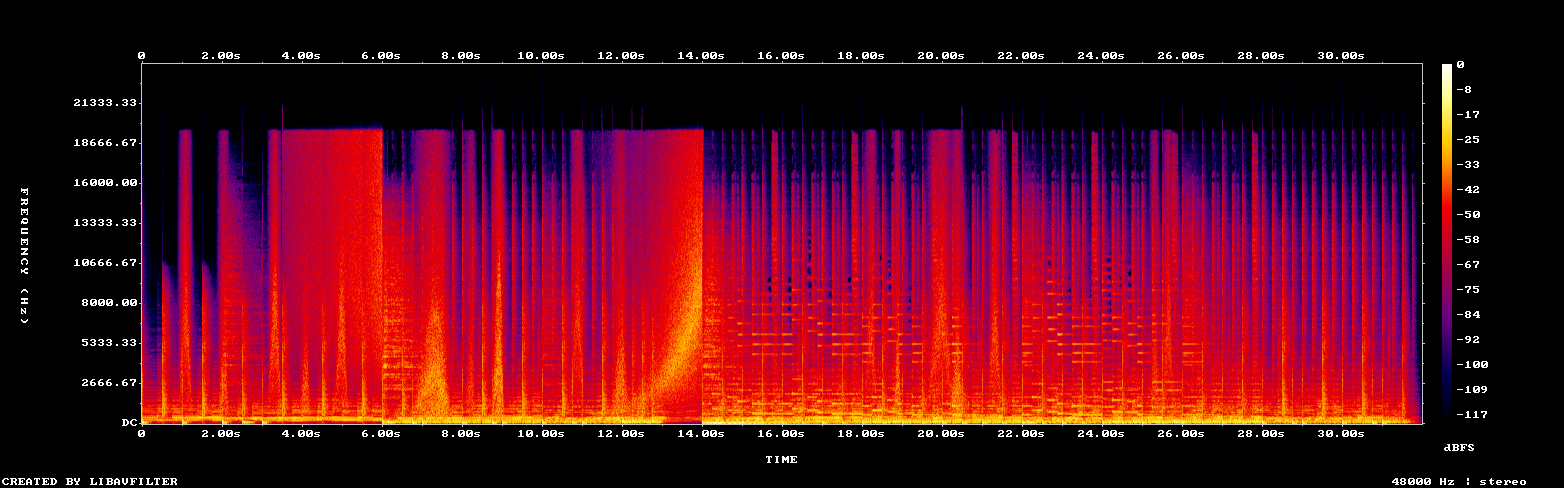 0 2.00s 4.00s 6.00s 8.00s 10.00s 12.00s 14.00s 16.00s 18.00s 20.00s 22.00s 24.00s 26.00s 28.00s 30.00s
21333.33
18666.67
16000.00
13333.33
10666.67
8000.00
5333.33
2666.67
DC
FREQUENCY (Hz)
0
-8
-17
-25
-33
-42
-50
-58
-67
-75
-84
-92
-100
-109
-117
dBFS
0 2.00s 4.00s 6.00s 8.00s 10.00s 12.00s 14.00s 16.00s 18.00s 20.00s 22.00s 24.00s 26.00s 28.00s 30.00s
TIME
CREATED BY LIBAVFILTER
48000 Hz | stereo